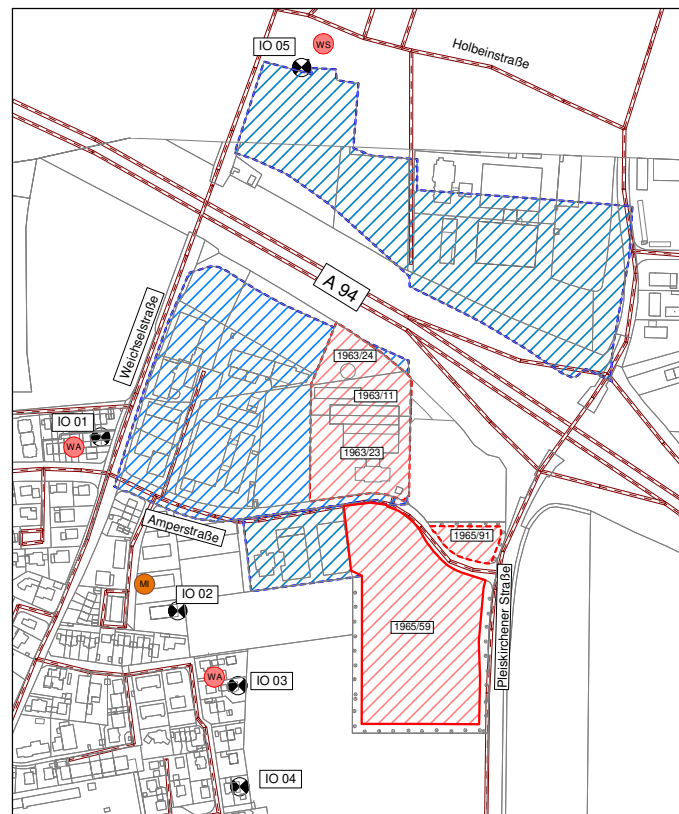 Holbeinstraße
IO 05
WS
A 94
Weichselstraße
1963/24
1963/11
IO 01
WA
1963/23
Amperstraße
1965/91
MI
IO 02
1965/59
Pleiskirchener Straße
WA
IO 03
IO 04